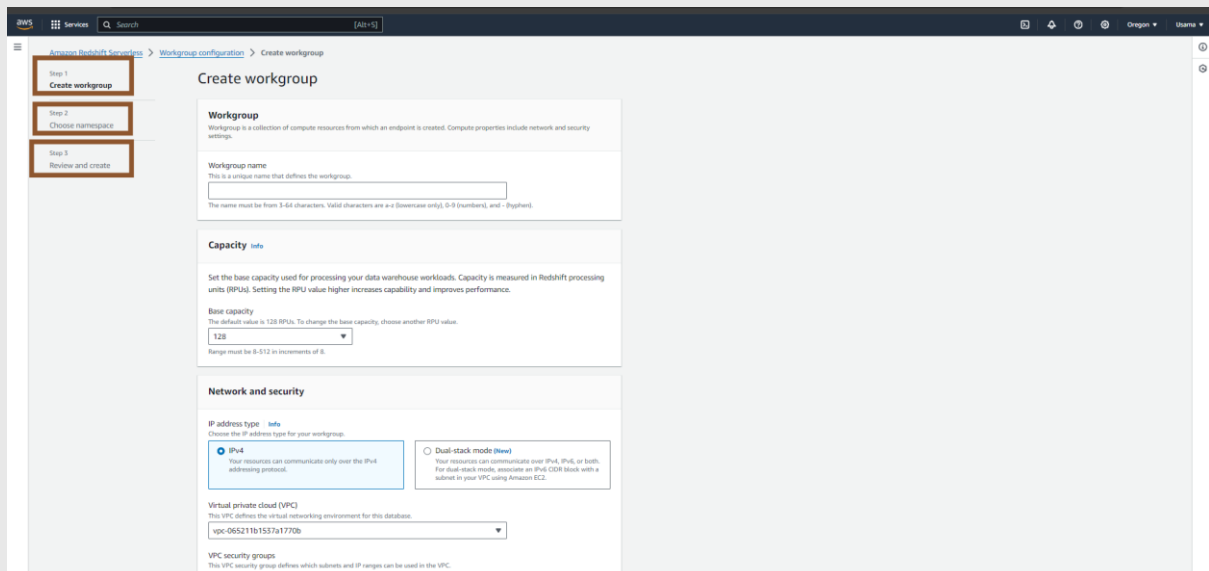 aws
Services
Search
[Alt+S]
Oregon
Usama
Amazon Redshift Serverless > Workgroup configuration > Create workgroup
Step 1
Create workgroup
Step 2
Choose namespace
Step 3
Review and create
Create workgroup
Workgroup
Workgroup is a collection of compute resources from which an endpoint is created. Compute properties include network and security
settings.
Workgroup name
This is a unique name that defines the workgroup.
The name must be from 3-64 characters. Valid characters are a-z (lowercase only), 0-9 (numbers), and - (hyphen).
Capacity Info
Set the base capacity used for processing your data warehouse workloads. Capacity is measured in Redshift processing
units (RPUs). Setting the RPU value higher increases capability and improves performance.
Base capacity
The default value is 128 RPUs. To change the base capacity, choose another RPU value.
128
Range must be 8-512 in increments of 8.
Network and security
IP address type Info
Choose the IP address type for your workgroup.
IPv4
Your resources can communicate only over the IPv4
addressing protocol.
Dual-stack mode (New)
Your resources can communicate over IPv4, IPv6, or both.
For dual-stack mode, associate an IPv6 CIDR block with a
subnet in your VPC using Amazon EC2.
Virtual private cloud (VPC)
This VPC defines the virtual networking environment for this database.
vpc-065211b1537a1770b
VPC security groups
This VPC security group defines which subnets and IP ranges can be used in the VPC.